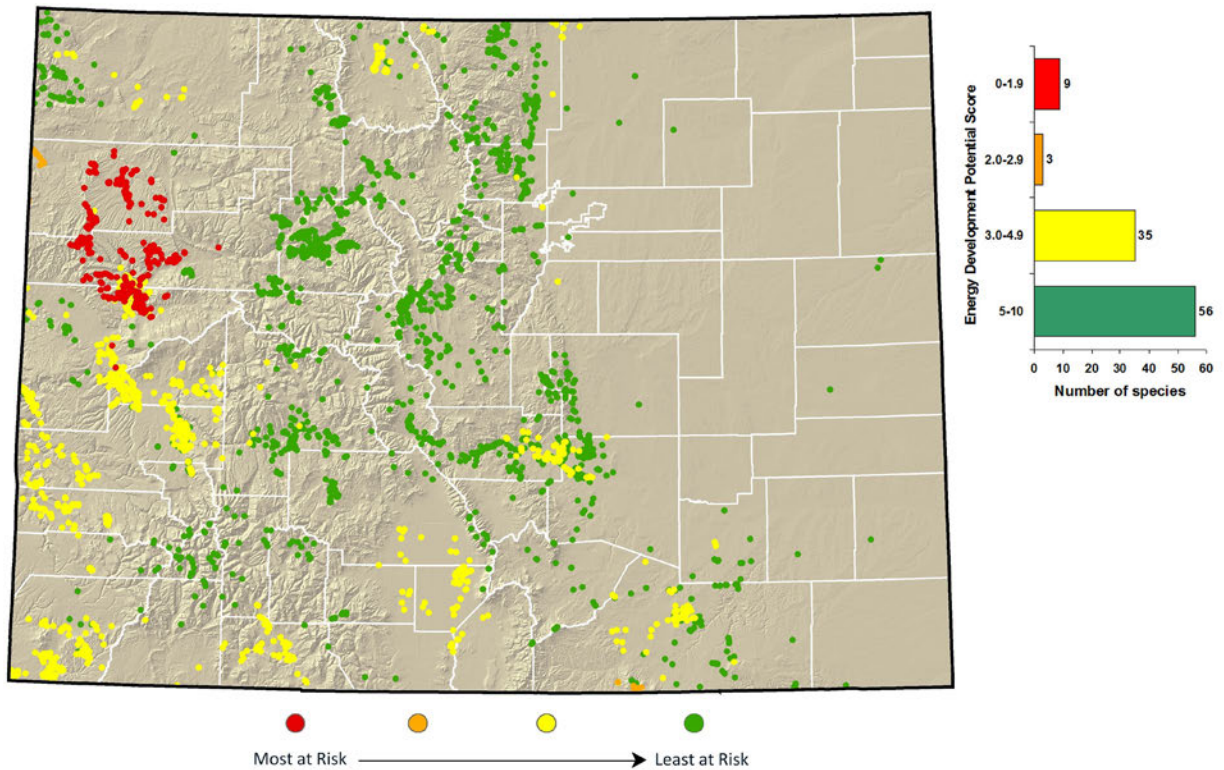 Energy Development Potential Score
0-1.9
9
2.0-2.9
3
3.0-4.9
35
5-10
56
0 10 20 30 40 50 60
Number of species
Most at Risk
Least at Risk